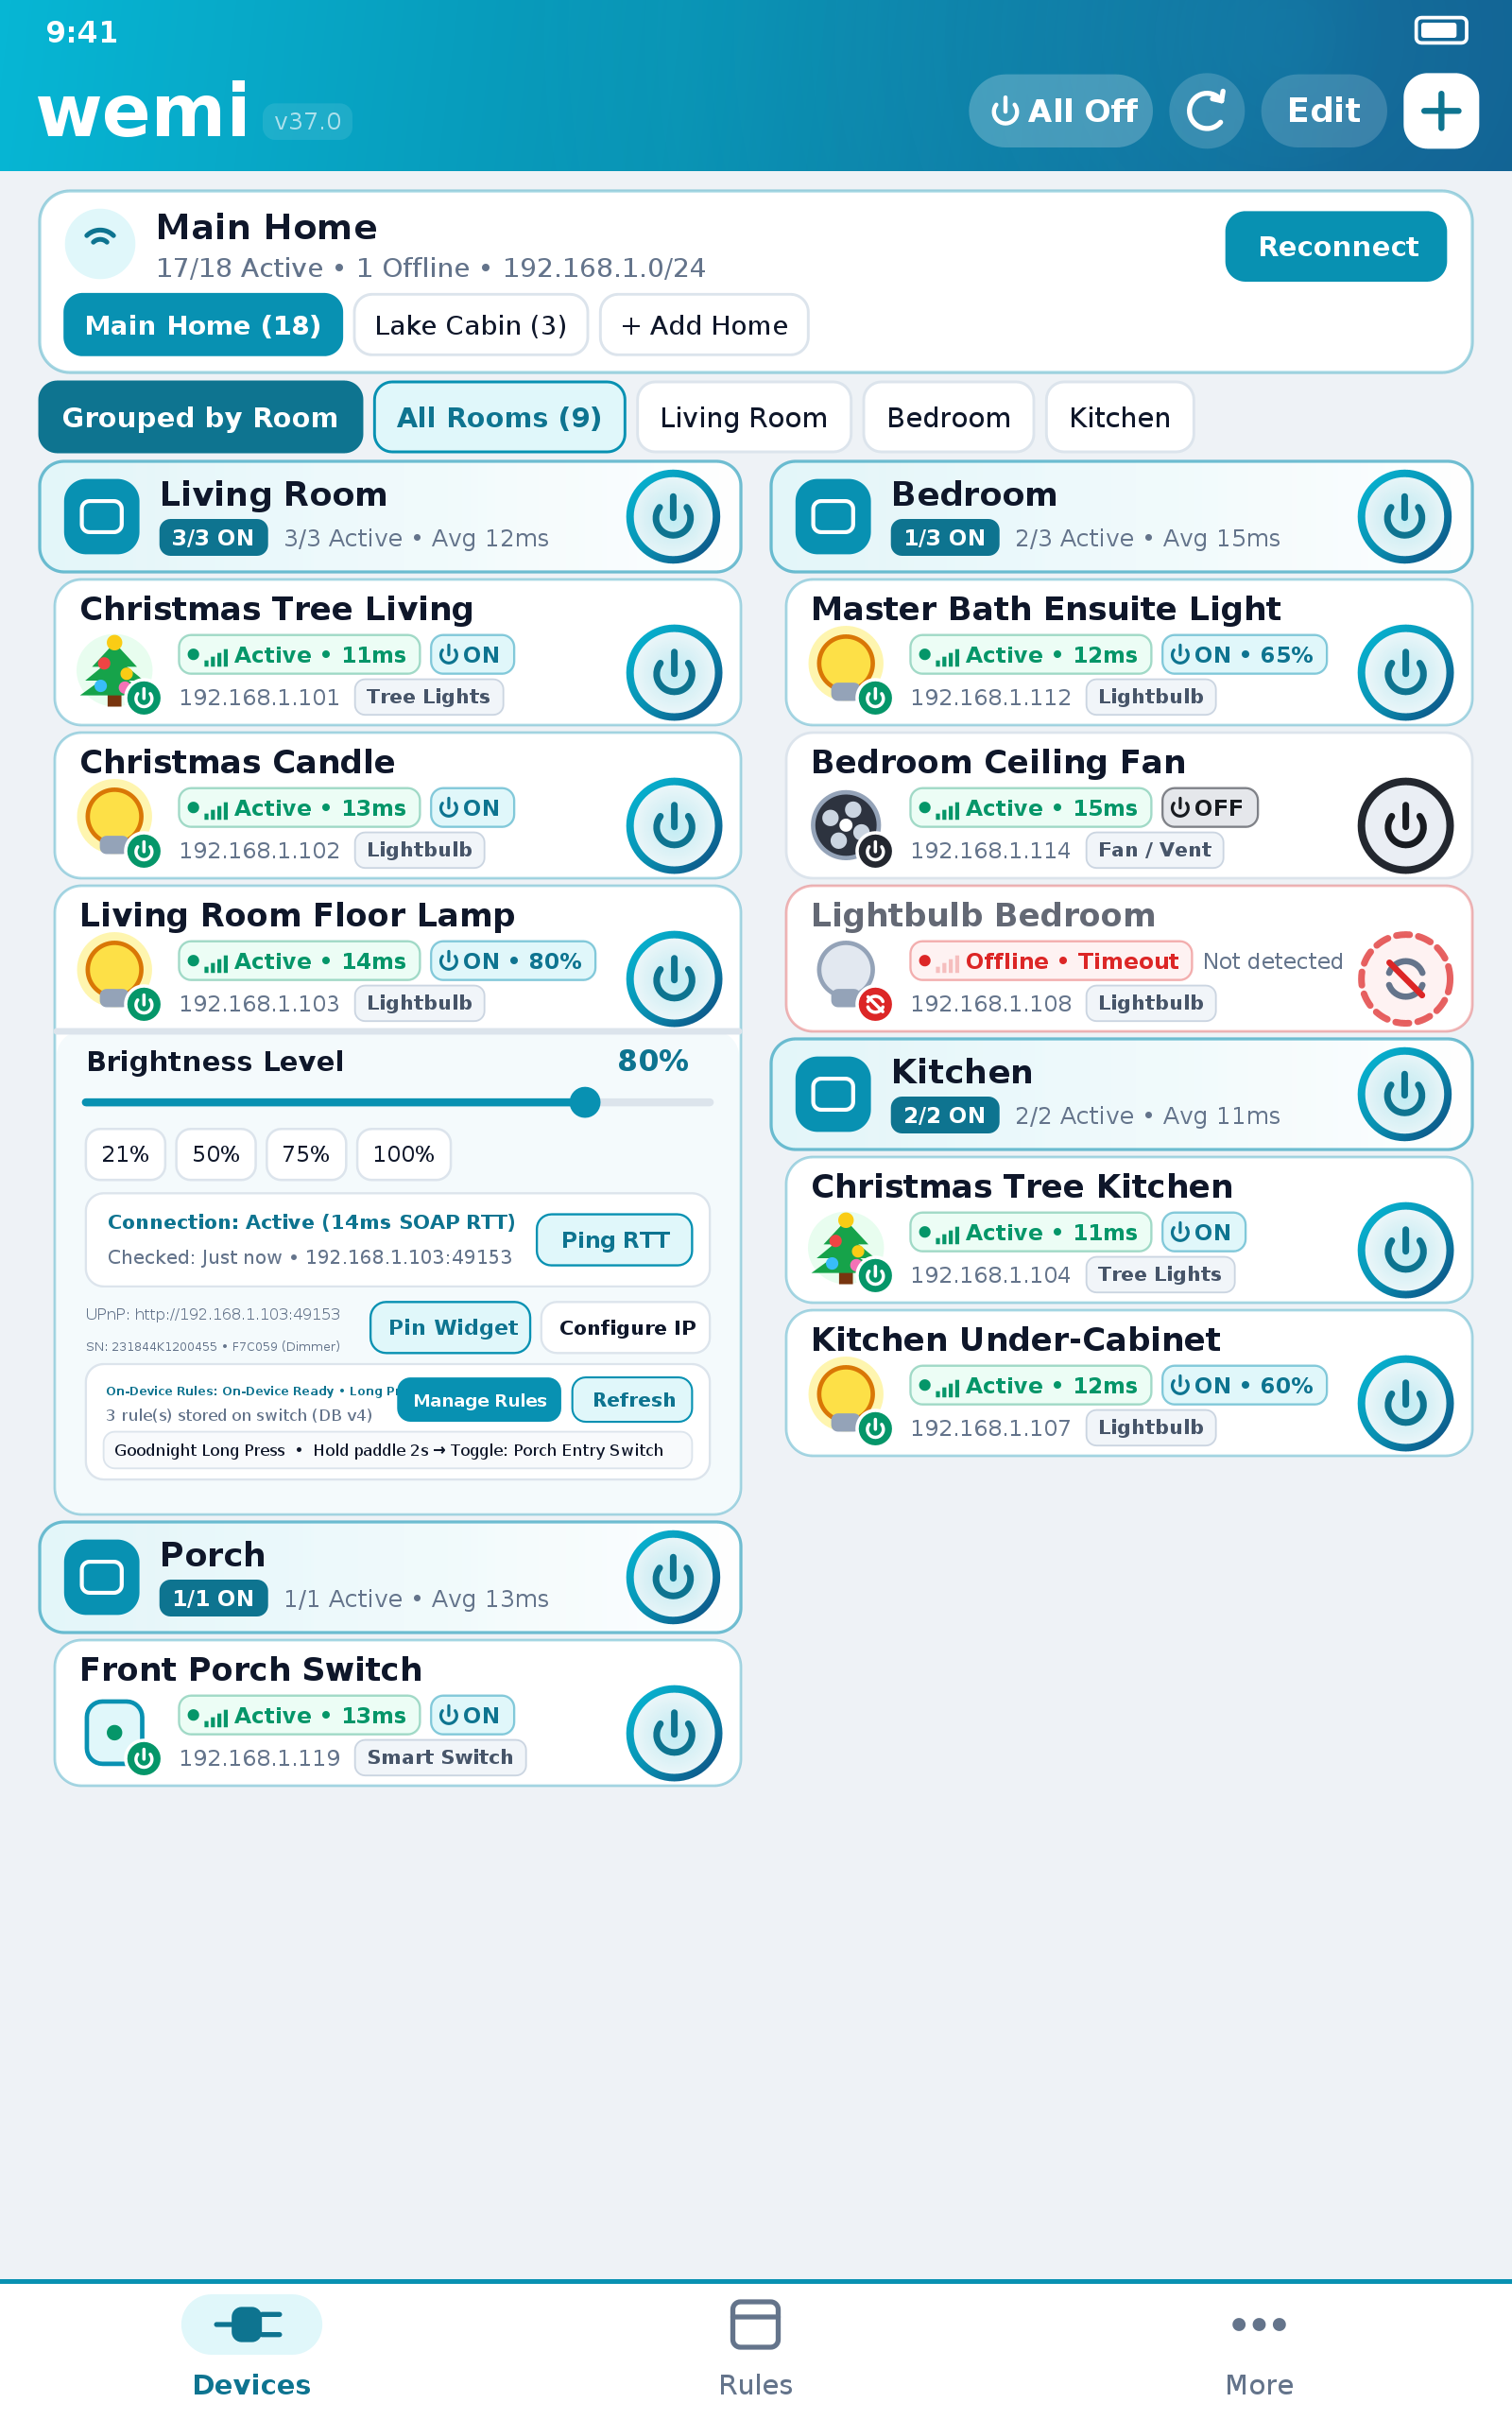 9:41
wemi v37.0
All Off
Edit
Main Home
17/18 Active • 1 Offline • 192.168.1.0/24
Reconnect
Main Home (18)
Lake Cabin (3)
+ Add Home
Grouped by Room
All Rooms (9)
Living Room
Bedroom
Kitchen
Living Room
3/3 ON 3/3 Active • Avg 12ms
Christmas Tree Living
Active • 11ms ON
192.168.1.101 Tree Lights
Christmas Candle
Active • 13ms ON
192.168.1.102 Lightbulb
Living Room Floor Lamp
Active • 14ms ON • 80%
192.168.1.103 Lightbulb
Brightness Level 80%
21% 50% 75% 100%
Connection: Active (14ms SOAP RTT)
Checked: Just now • 192.168.1.103:49153
Ping RTT
UPnP: http://192.168.1.103:49153
SN: 231844K1200455 • F7C059 (Dimmer)
Pin Widget
Configure IP
On-Device Rules: On-Device Ready • Long
3 rule(s) stored on switch (DB v4)
Manage Rules
Refresh
Goodnight Long Press • Hold paddle 2s → Toggle: Porch Entry Switch
Porch
1/1 ON 1/1 Active • Avg 13ms
Front Porch Switch
Active • 13ms ON
192.168.1.119 Smart Switch
Bedroom
1/3 ON 2/3 Active • Avg 15ms
Master Bath Ensuite Light
Active • 12ms ON • 65%
192.168.1.112 Lightbulb
Bedroom Ceiling Fan
Active • 15ms OFF
192.168.1.114 Fan / Vent
Lightbulb Bedroom
Offline • Timeout Not detected
192.168.1.108 Lightbulb
Kitchen
2/2 ON 2/2 Active • Avg 11ms
Christmas Tree Kitchen
Active • 11ms ON
192.168.1.104 Tree Lights
Kitchen Under-Cabinet
Active • 12ms ON • 60%
192.168.1.107 Lightbulb
Devices
Rules
More